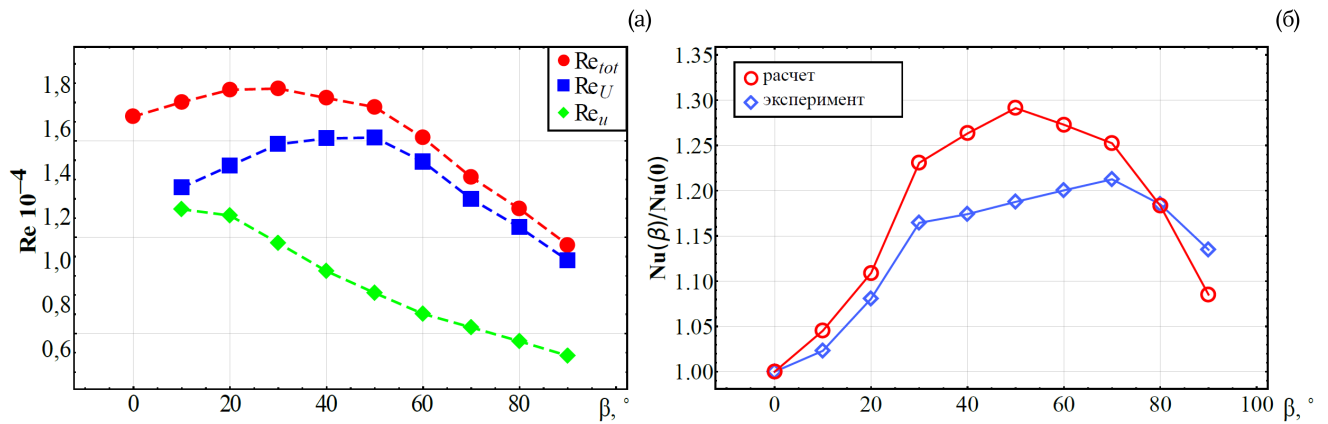 (а)
1,8
1,6
1,4
1,2
1,0
0,8
0,6
Re 10⁻⁴
Re_tot
Re_U
Re_u
0
20
40
60
80
β, °
(б)
1.35
1.30
1.25
1.20
1.15
1.10
1.05
1.00
Nu(β)/Nu(0)
расчет
эксперимент
0
20
40
60
80
100
β, °